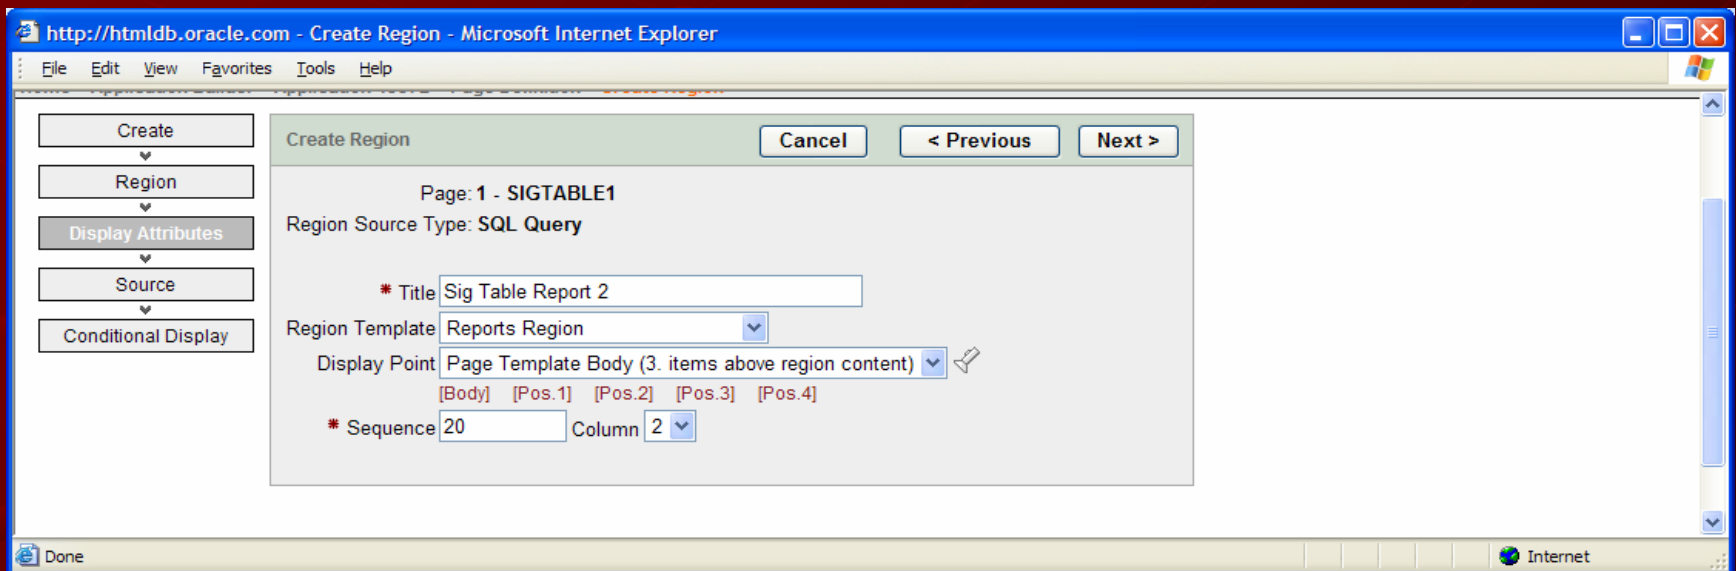 http://htmldb.oracle.com - Create Region - Microsoft Internet Explorer
File Edit View Favorites Tools Help
Create
Region
Display Attributes
Source
Conditional Display
Create Region
Cancel
< Previous
Next >
Page: 1 - SIGTABLE1
Region Source Type: SQL Query
* Title Sig Table Report 2
Region Template Reports Region
Display Point Page Template Body (3. items above region content)
[Body] [Pos.1] [Pos.2] [Pos.3] [Pos.4]
* Sequence 20 Column 2
Done
Internet